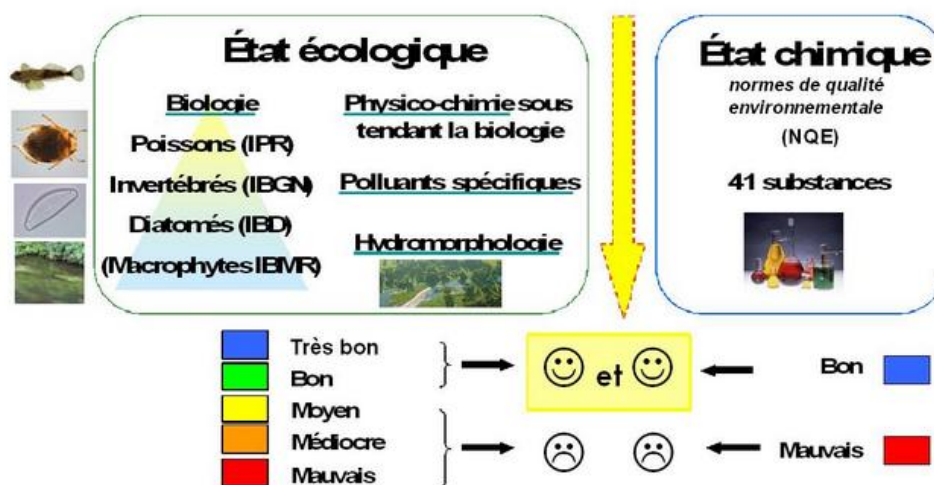 État écologique
Biologie
Poissons (IPR)
Invertébrés (IBGN)
Diatomés (IBD)
(Macrophytes IBMR)
Physico-chimie sous
tendant la biologie
Polluants spécifiques
Hydromorphologie
État chimique
normes de qualité
environnementale
(NQE)
41 substances
Très bon
Bon
Moyen
Médiocre
Mauvais
et
Bon
Mauvais